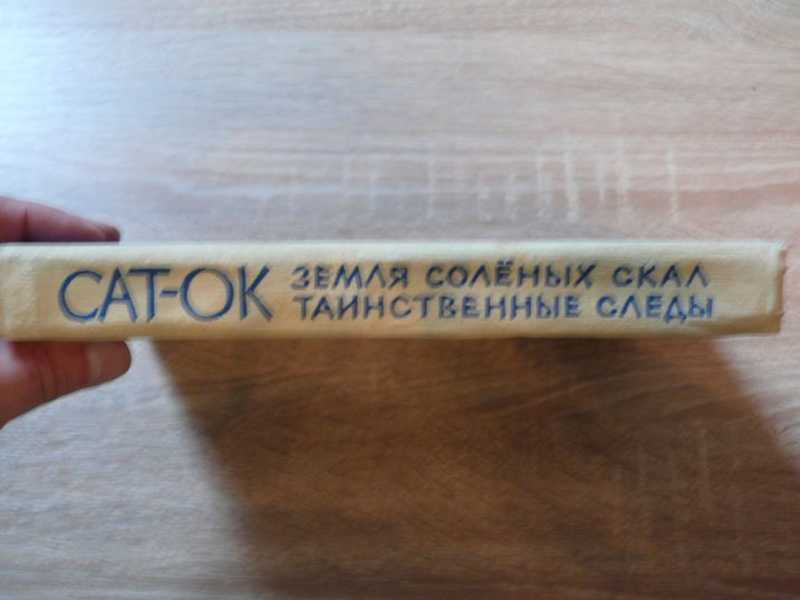 САТ-ОК
ЗЕМЛЯ СОЛЁНЫХ СКАЛ
ТАИНСТВЕННЫЕ СЛЕДЫ